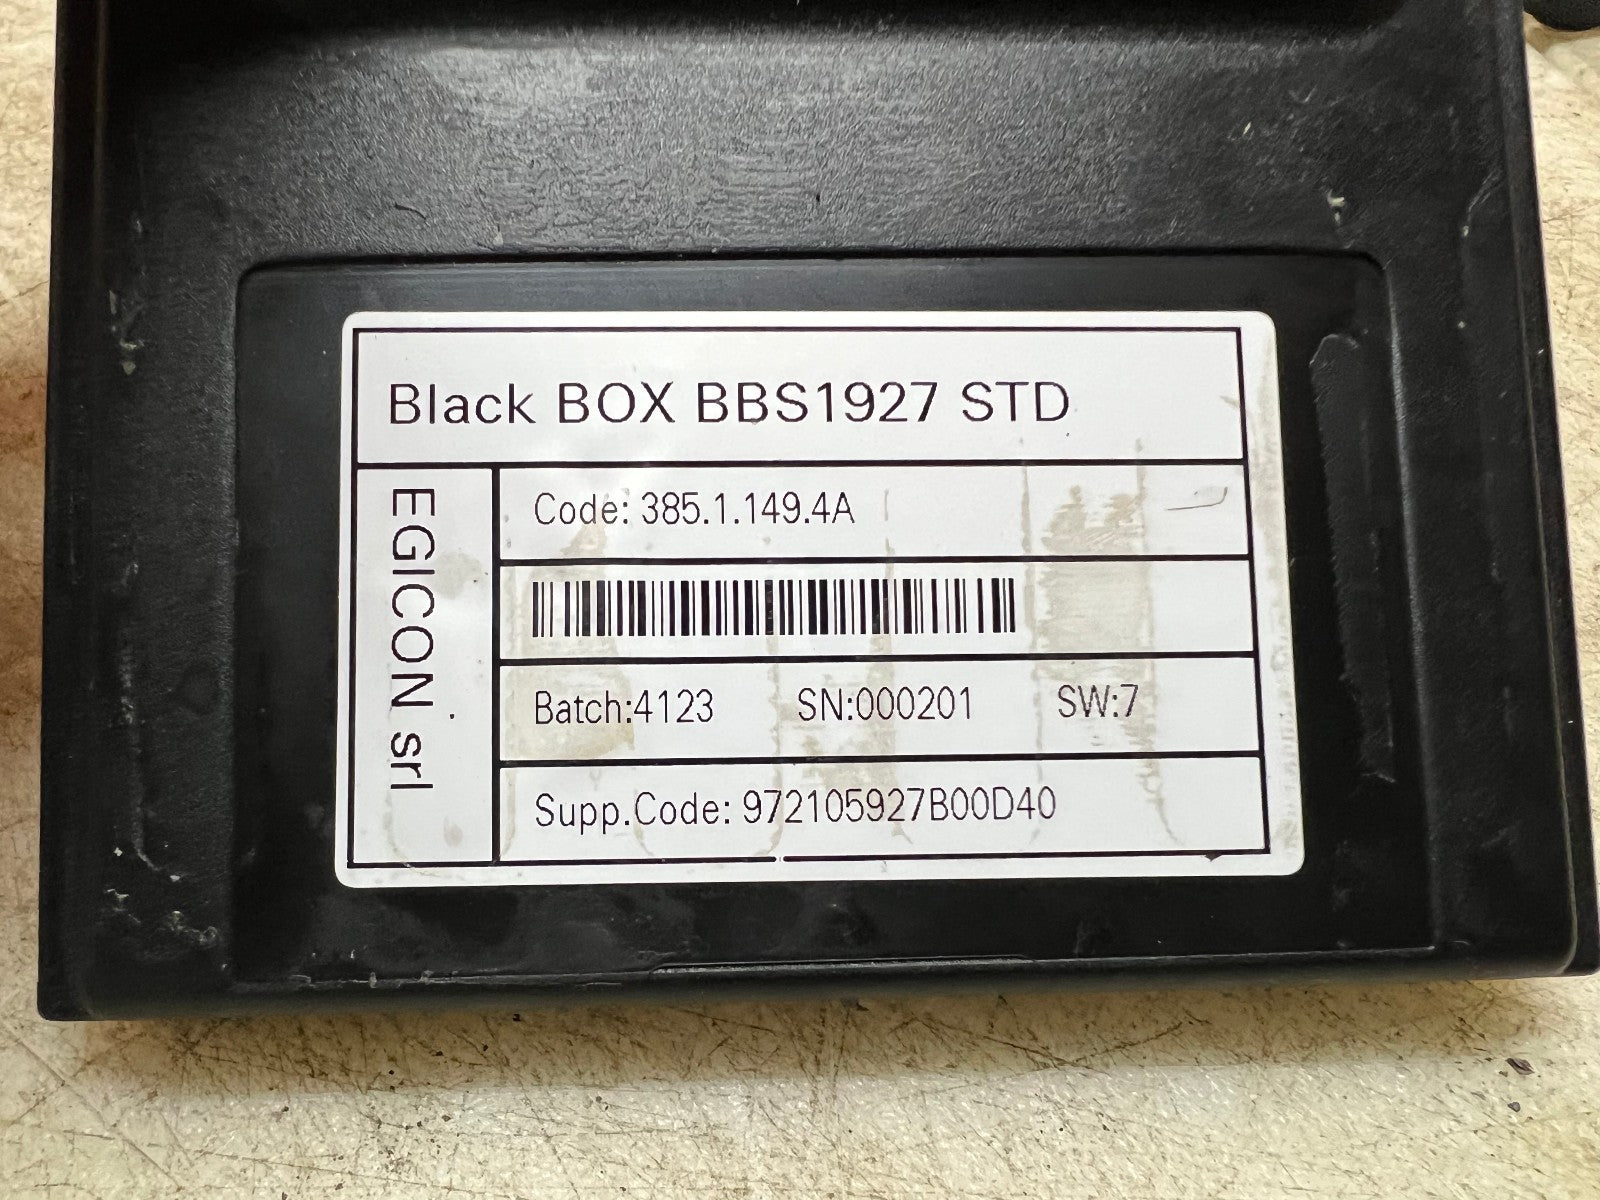 Black BOX BBS1927 STD
EGICON srl
Code: 385.1.149.4A
Batch:4123 SN:000201 SW:7
Supp.Code: 972105927B00D40